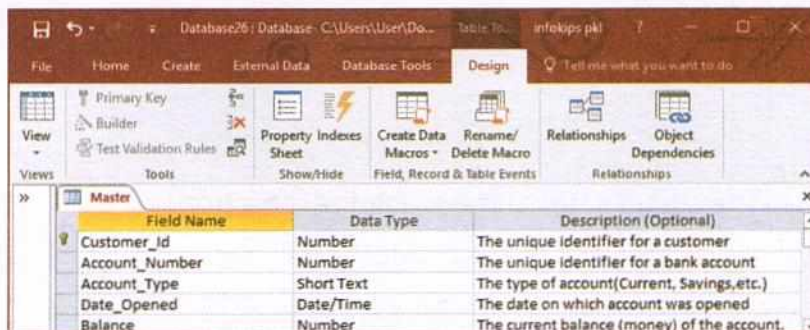 Database26 : Database- C:\Users\User\Do... Table To... infokips pkl ?
File Home Create External Data Database Tools Design Tell me what you want to do
View
Primary Key
Builder
Test Validation Rules
Property Sheet
Indexes
Create Data Macros
Rename/ Delete Macro
Relationships
Object Dependencies
Views Tools Show/Hide Field, Record & Table Events Relationships
» Master
Field Name Data Type Description (Optional)
Customer_Id Number The unique identifier for a customer
Account_Number Number The unique identifier for a bank account
Account_Type Short Text The type of account(Current, Savings,etc.)
Date_Opened Date/Time The date on which account was opened
Balance Number The current balance (money) of the account.